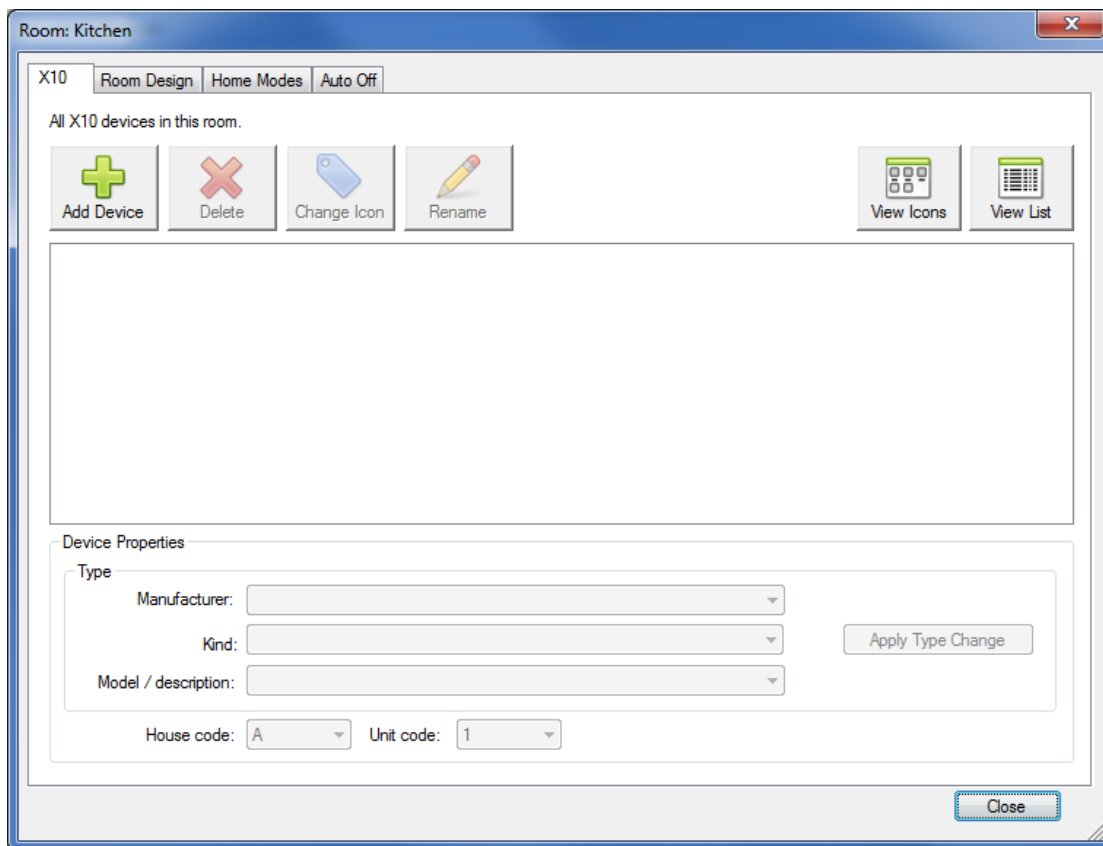 Room: Kitchen
X10 Room Design Home Modes Auto Off
All X10 devices in this room.
Add Device Delete Change Icon Rename View Icons View List
Device Properties
Type
Manufacturer:
Kind: Apply Type Change
Model / description:
House code: A Unit code: 1
Close